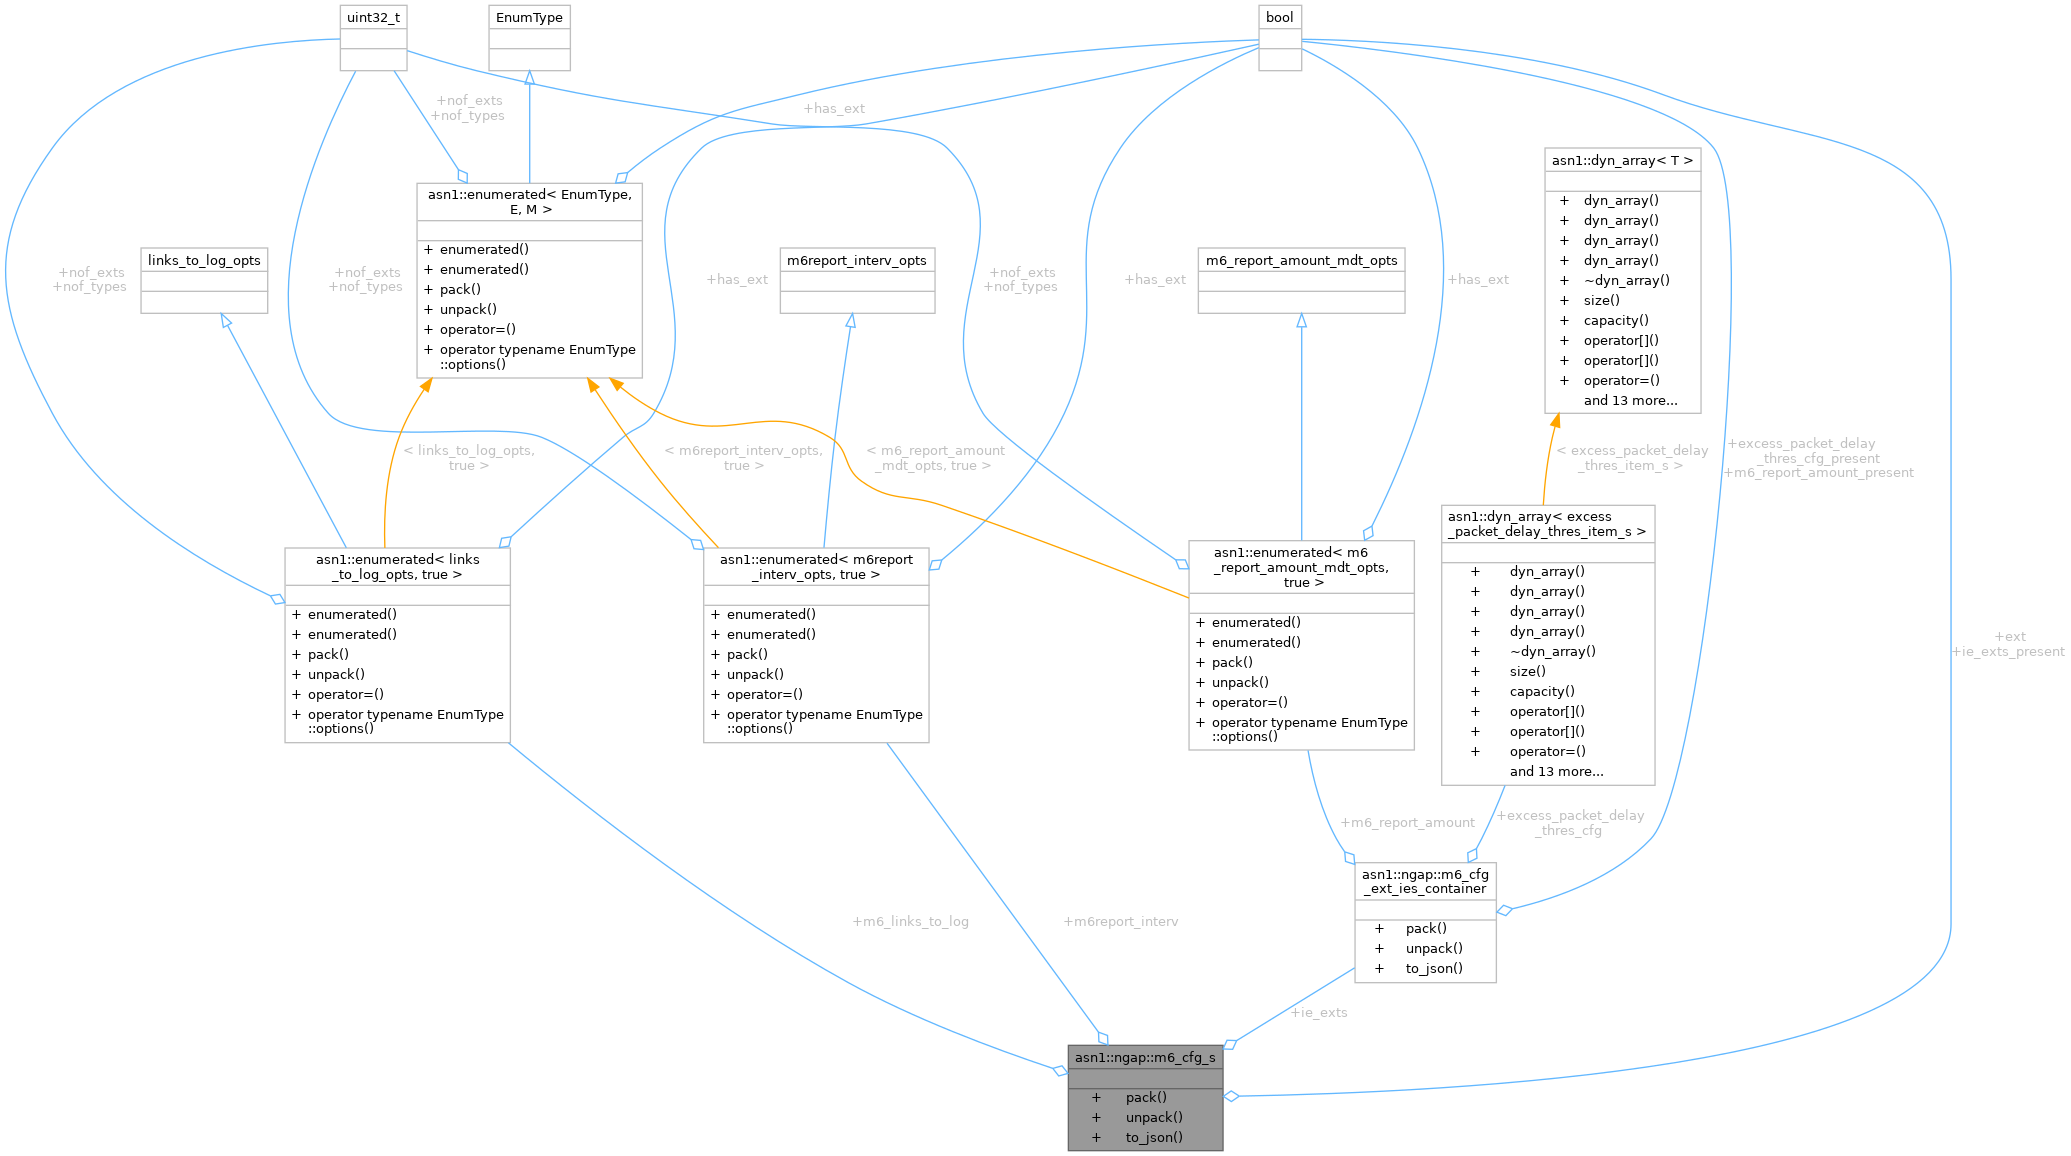 uint32_t
EnumType
bool
+nof_exts
+nof_types
+has_ext
asn1::dyn_array< T >
+ dyn_array()
+ dyn_array()
+ dyn_array()
+ dyn_array()
+ ~dyn_array()
+ size()
+ capacity()
+ operator[]()
+ operator[]()
+ operator=()
and 13 more...
asn1::enumerated< EnumType,
E, M >
+ enumerated()
+ enumerated()
+ pack()
+ unpack()
+ operator=()
+ operator typename EnumType
::options()
links_to_log_opts
m6report_interv_opts
m6_report_amount_mdt_opts
+nof_exts
+nof_types
+nof_exts
+nof_types
+has_ext
+nof_exts
+nof_types
+has_ext
+has_ext
< links_to_log_opts,
true >
< m6report_interv_opts,
true >
< m6_report_amount
_mdt_opts, true >
< excess_packet_delay
_thres_item_s >
+excess_packet_delay
_thres_cfg_present
+m6_report_amount_present
asn1::enumerated< links
_to_log_opts, true >
+ enumerated()
+ enumerated()
+ pack()
+ unpack()
+ operator=()
+ operator typename EnumType
::options()
asn1::enumerated< m6report
_interv_opts, true >
+ enumerated()
+ enumerated()
+ pack()
+ unpack()
+ operator=()
+ operator typename EnumType
::options()
asn1::enumerated< m6
_report_amount_mdt_opts,
true >
+ enumerated()
+ enumerated()
+ pack()
+ unpack()
+ operator=()
+ operator typename EnumType
::options()
asn1::dyn_array< excess
_packet_delay_thres_item_s >
+ dyn_array()
+ dyn_array()
+ dyn_array()
+ dyn_array()
+ ~dyn_array()
+ size()
+ capacity()
+ operator[]()
+ operator[]()
+ operator=()
and 13 more...
+ext
+ie_exts_present
+m6_report_amount
+excess_packet_delay
_thres_cfg
asn1::ngap::m6_cfg
_ext_ies_container
+ pack()
+ unpack()
+ to_json()
+m6_links_to_log
+m6report_interv
+ie_exts
asn1::ngap::m6_cfg_s
+ pack()
+ unpack()
+ to_json()